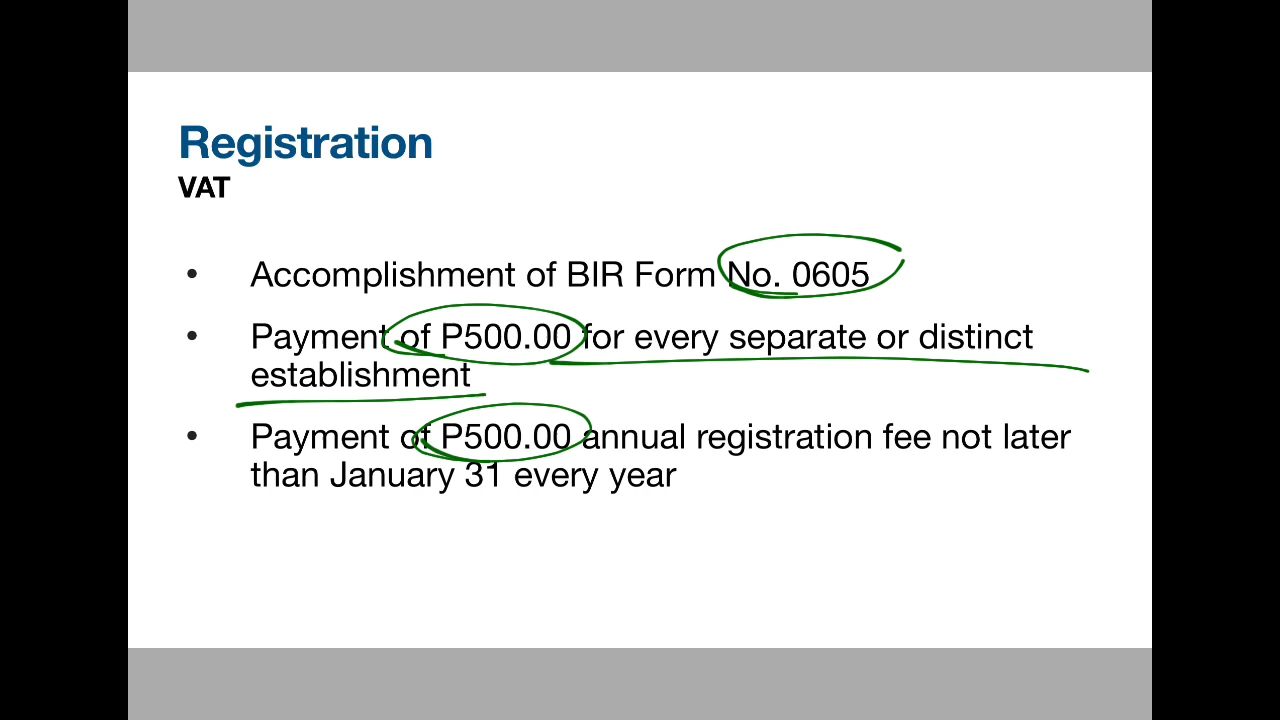 Registration
VAT
• Accomplishment of BIR Form No. 0605
• Payment of P500.00 for every separate or distinct
establishment
• Payment of P500.00 annual registration fee not later
than January 31 every year